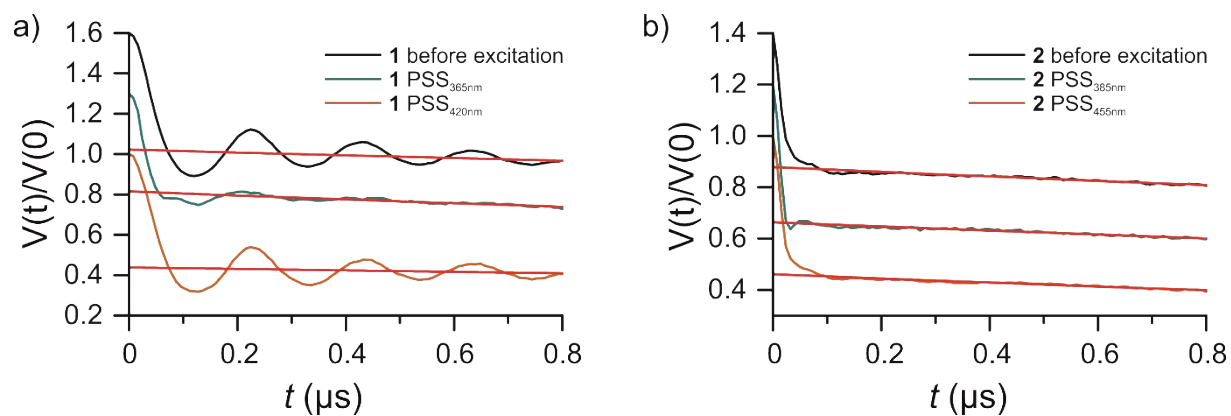 a)
1.6
1.4
1.2
1.0
0.8
0.6
0.4
0.2
V(t)/V(0)
1 before excitation
1 PSS365nm
1 PSS420nm
0
0.2
0.4
0.6
0.8
t (µs)
b)
1.4
1.2
1.0
0.8
0.6
0.4
V(t)/V(0)
2 before excitation
2 PSS385nm
2 PSS455nm
0
0.2
0.4
0.6
0.8
t (µs)